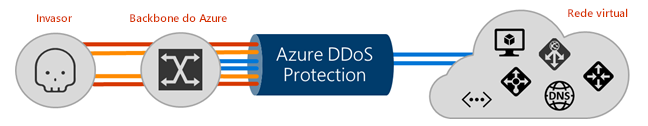 Invasor
Backbone do Azure
Rede virtual
Azure DDoS
Protection
DNS